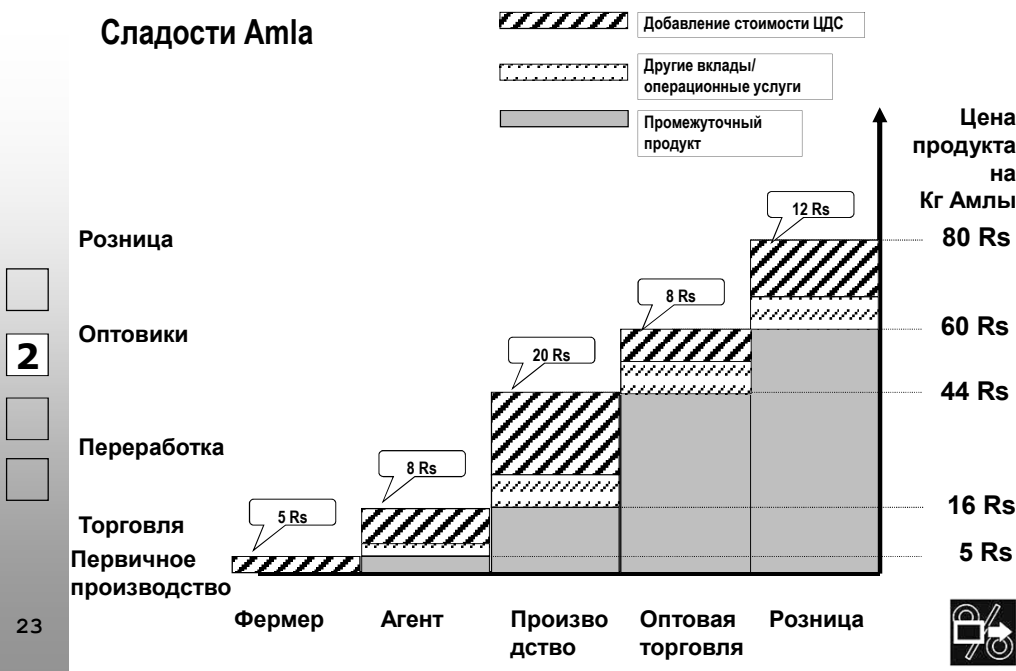 Сладости Amla
Добавление стоимости ЦДС
Другие вклады/
операционные услуги
Промежуточный
продукт
Цена
продукта
на
Кг Амлы
12 Rs
Розница
80 Rs
8 Rs
Оптовики
60 Rs
2
20 Rs
44 Rs
Переработка
8 Rs
5 Rs
16 Rs
Торговля
Первичное
производство
5 Rs
Фермер
Агент
Произво
дство
Оптовая
торговля
Розница
23